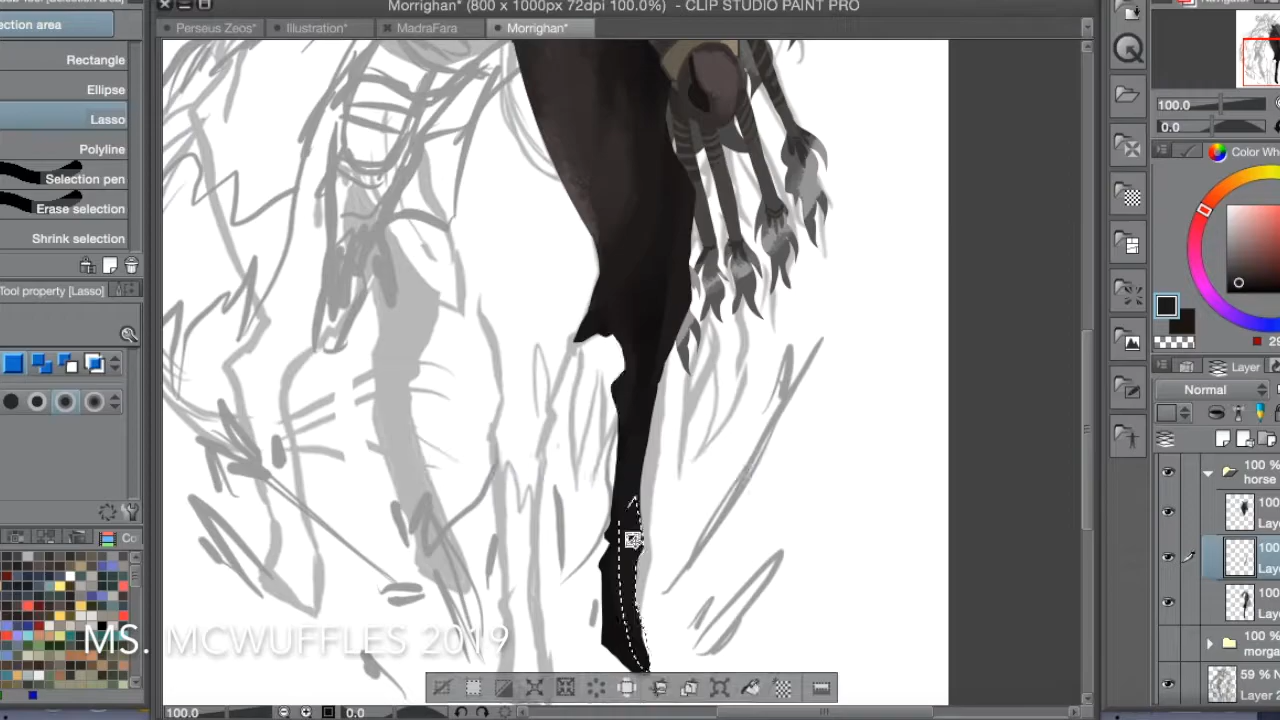 Morrighan* (800 x 1000px 72dpi 100.0%) - CLIP STUDIO PAINT PRO
ection area
Perseus Zeos*
Illustration*
MadraFara
Morrighan*
Rectangle
Ellipse
Lasso
Polyline
Selection pen
Erase selection
Shrink selection
Tool property [Lasso]
100.0
0.0
Color Wh
29
Layer
Normal
100 %
horse
100
Laye
100
Laye
100
Laye
100 %
morga
59 % N
Layer 2
Co
MS. MCWUFFLES 2019
100.0
0.0